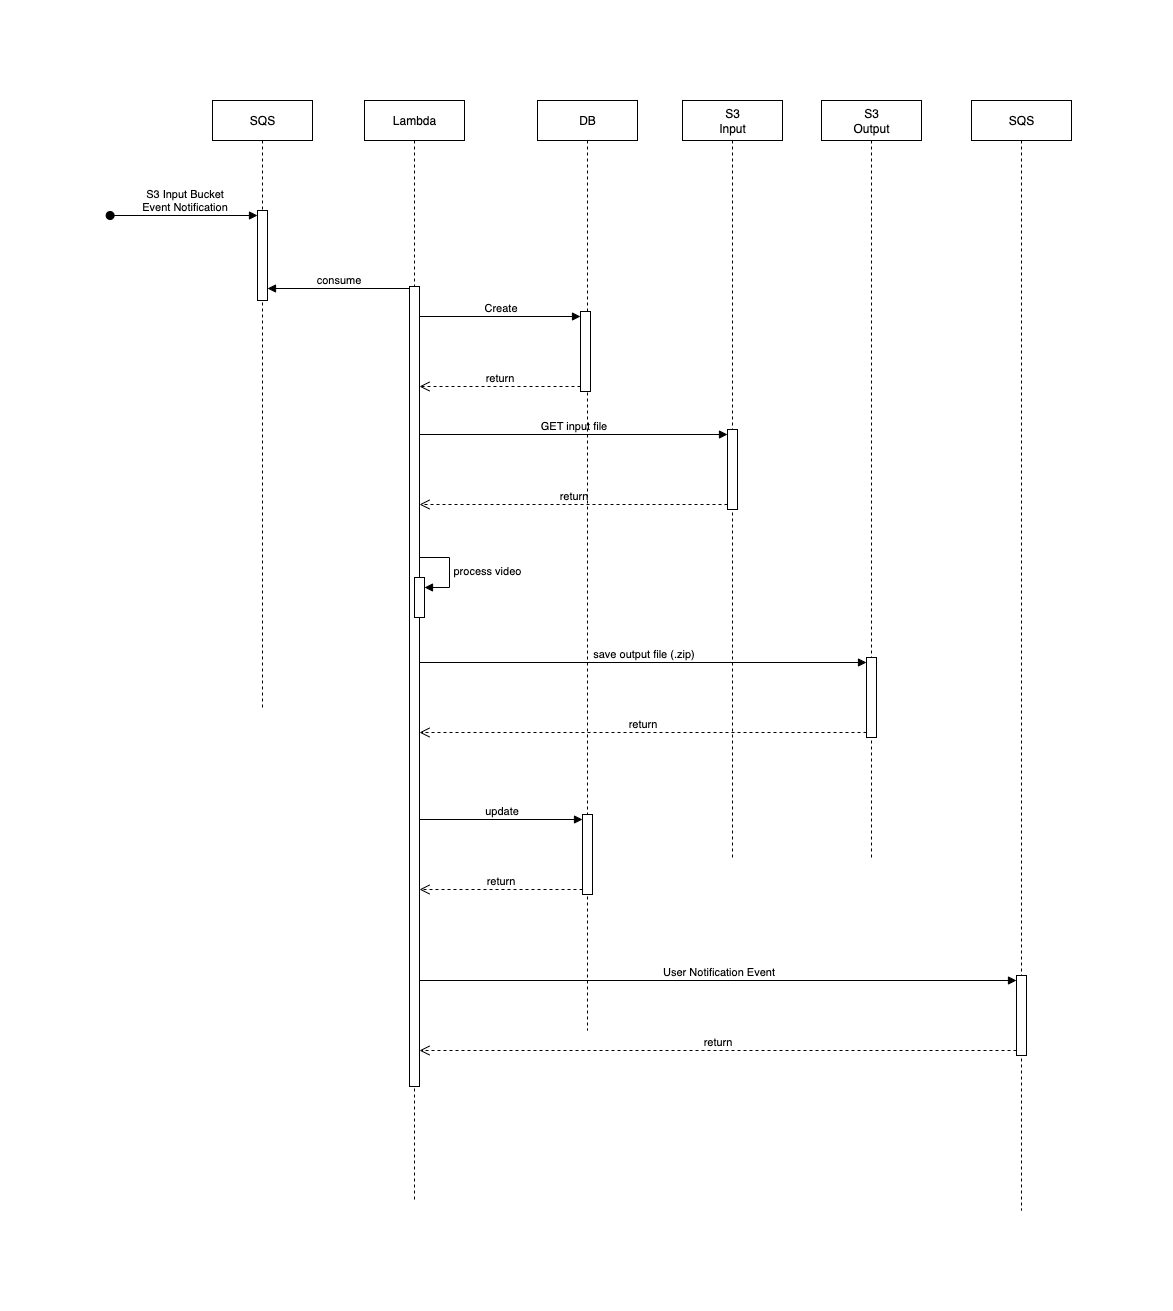 SQS
Lambda
DB
S3
Input
S3
Output
SQS
S3 Input Bucket
Event Notification
consume
Create
return
GET input file
return
process video
save output file (.zip)
return
update
return
User Notification Event
return